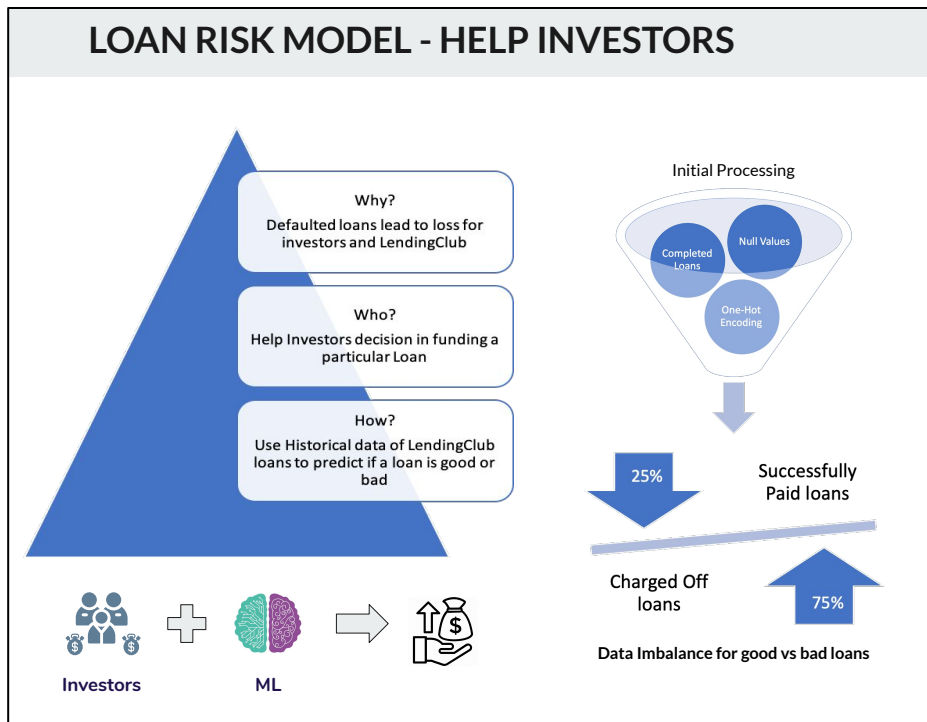 LOAN RISK MODEL - HELP INVESTORS
Why?
Defaulted loans lead to loss for
investors and LendingClub
Who?
Help Investors decision in funding a
particular Loan
How?
Use Historical data of LendingClub
loans to predict if a loan is good or
bad
$
$
$
Investors
ML
Initial Processing
Completed
Loans
Null Values
One-Hot
Encoding
25%
Successfully
Paid loans
Charged Off
loans
75%
Data Imbalance for good vs bad loans